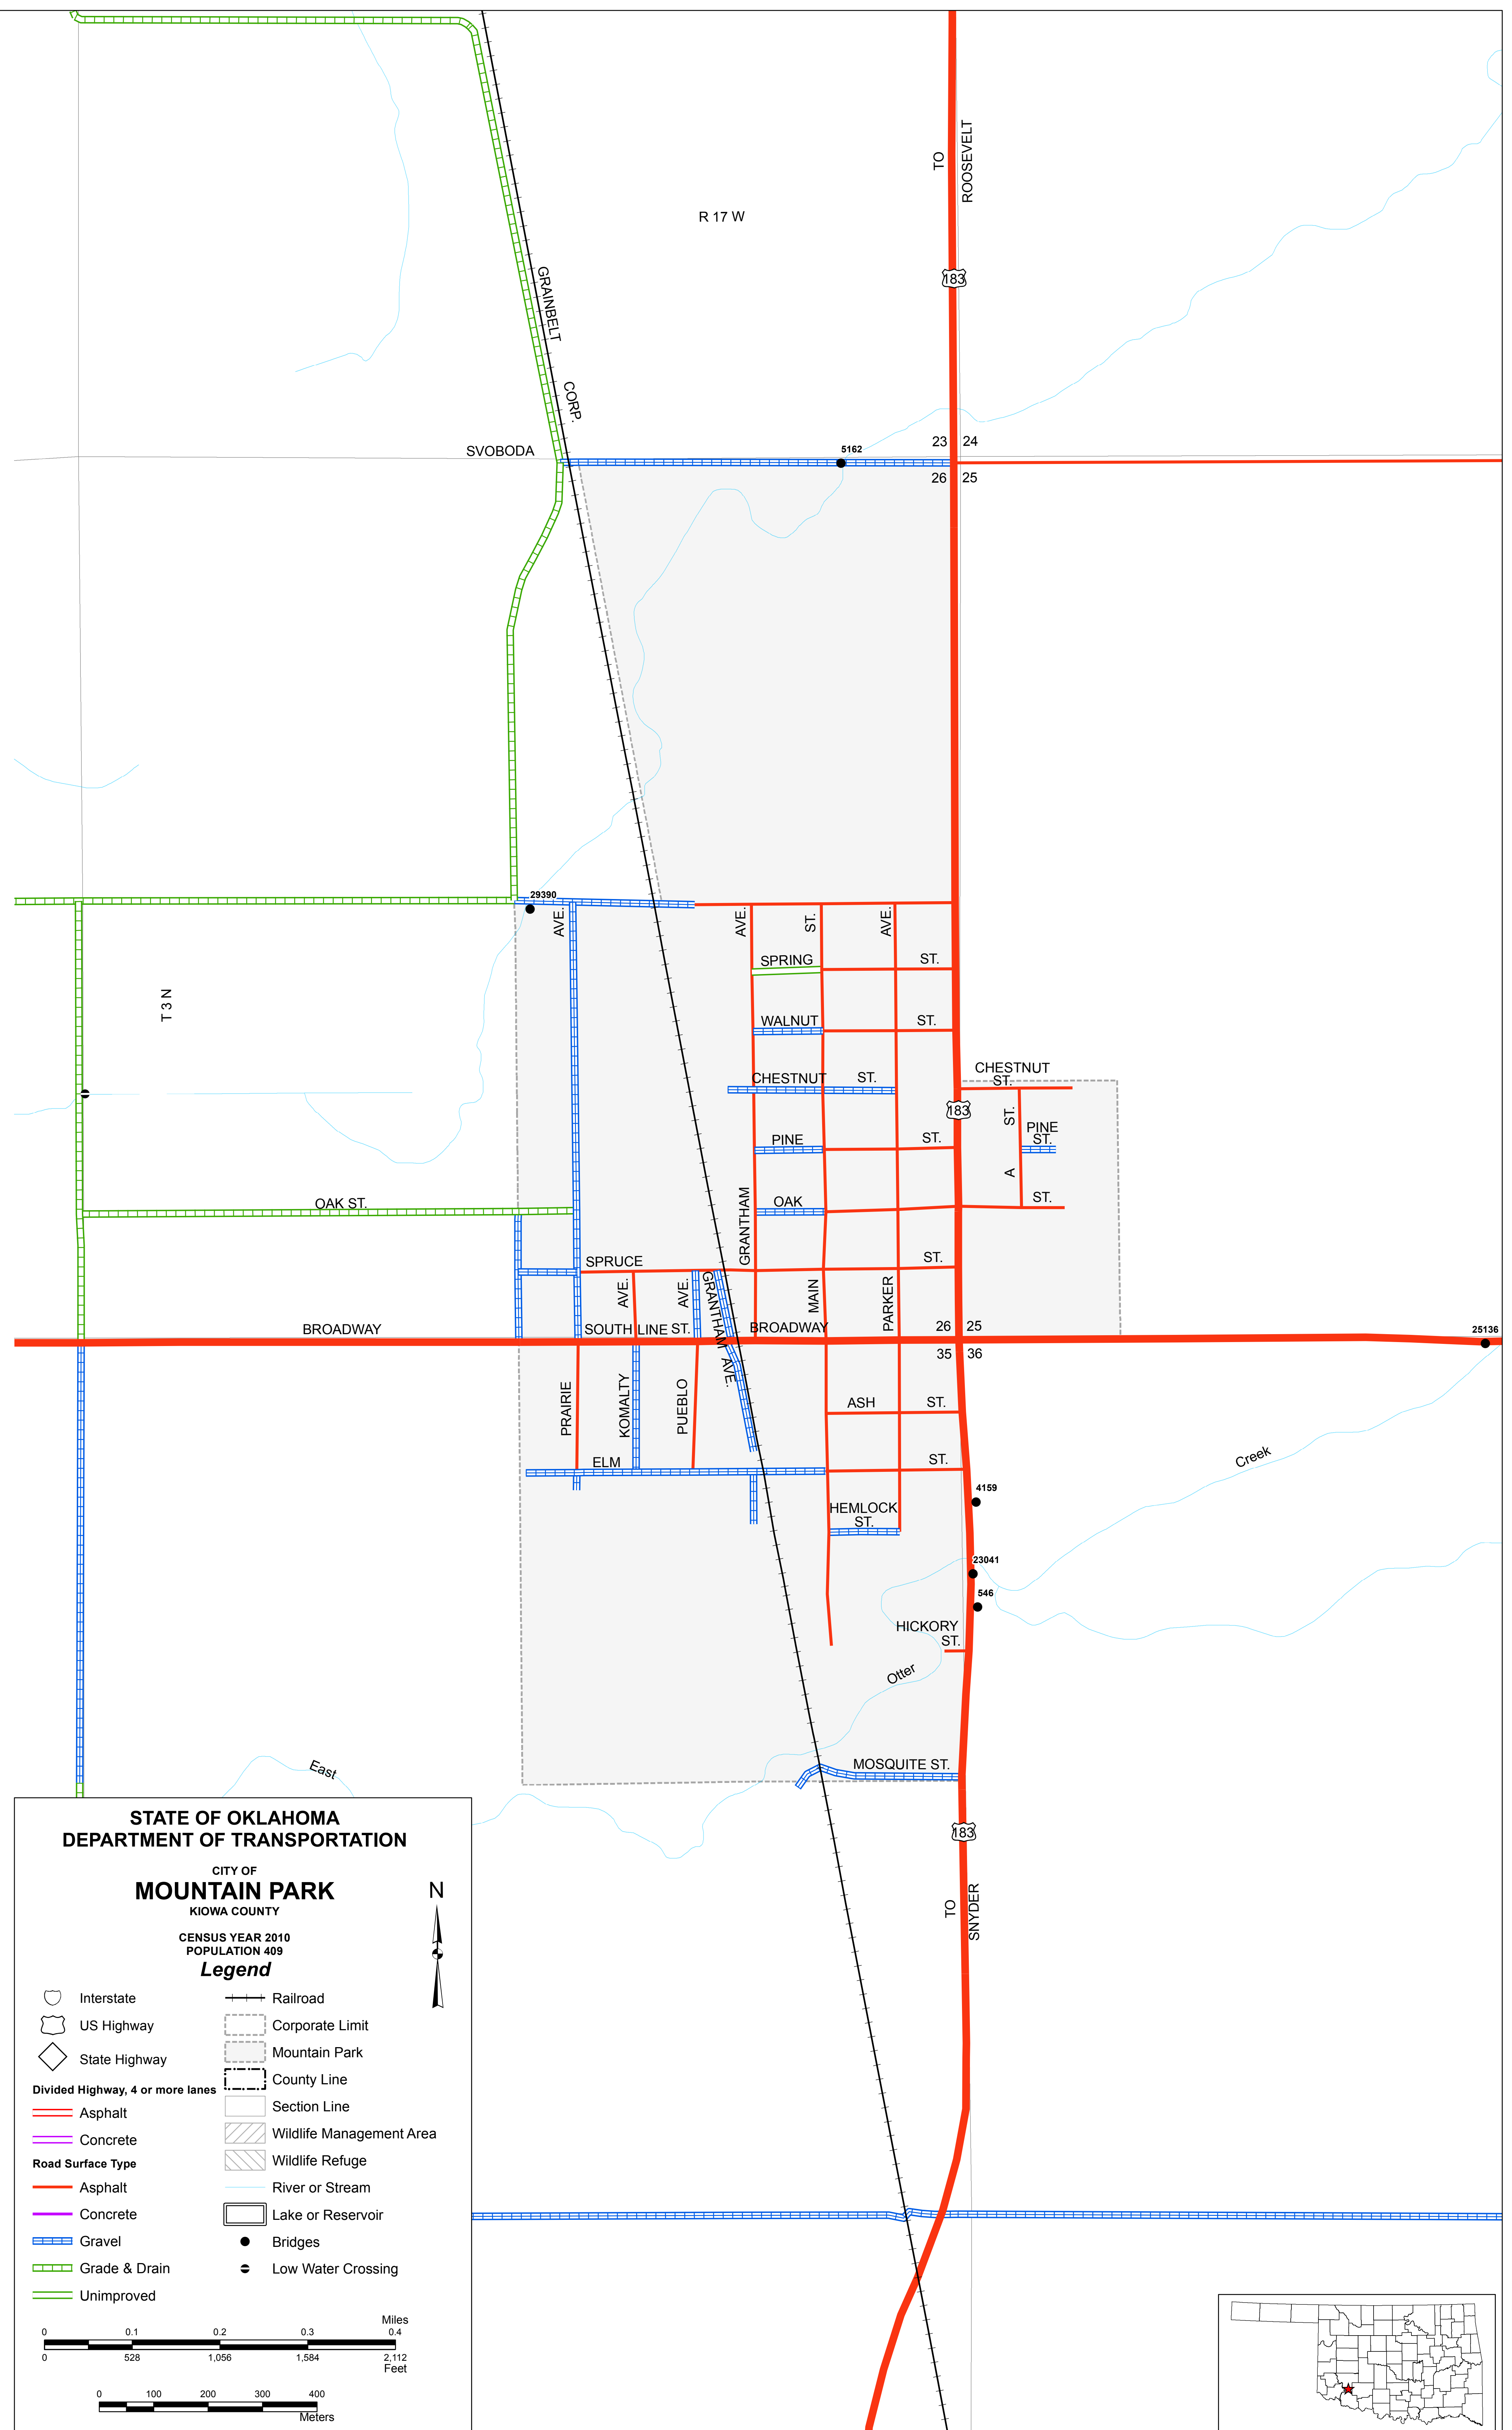 TO
ROOSEVELT
R 17 W
183
GRAINBELT
CORP.
SVOBODA
5162
23 24
26 25
29390
AVE.
AVE.
ST.
AVE.
SPRING ST.
T 3 N
WALNUT ST.
CHESTNUT ST.
CHESTNUT
ST.
183
ST.
A
PINE
ST.
PINE ST.
OAK ST.
OAK ST.
GRANTHAM
SPRUCE ST.
AVE.
AVE.
GRANTHAM AVE.
MAIN
PARKER
BROADWAY
SOUTH LINE ST.
BROADWAY
26 25
35 36
25136
PRAIRIE
KOMALTY
PUEBLO
ASH ST.
ELM ST.
Creek
4159
HEMLOCK
ST.
23041
546
HICKORY
ST.
Otter
East
MOSQUITE ST.
183
TO
SNYDER
STATE OF OKLAHOMA
DEPARTMENT OF TRANSPORTATION
CITY OF
MOUNTAIN PARK
KIOWA COUNTY
N
CENSUS YEAR 2010
POPULATION 409
Legend
Interstate
US Highway
State Highway
Divided Highway, 4 or more lanes
Asphalt
Concrete
Road Surface Type
Asphalt
Concrete
Gravel
Grade & Drain
Unimproved
Railroad
Corporate Limit
Mountain Park
County Line
Section Line
Wildlife Management Area
Wildlife Refuge
River or Stream
Lake or Reservoir
Bridges
Low Water Crossing
Miles
0 0.1 0.2 0.3 0.4
0 528 1,056 1,584 2,112
Feet
0 100 200 300 400
Meters